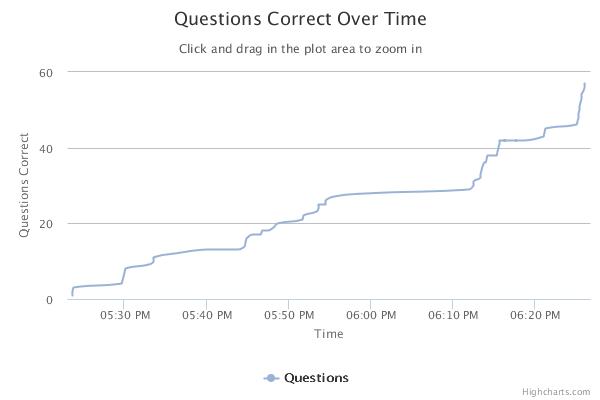 Questions Correct Over Time
Click and drag in the plot area to zoom in
Questions Correct
60
40
20
0
05:30 PM 05:40 PM 05:50 PM 06:00 PM 06:10 PM 06:20 PM
Time
Questions
Highcharts.com